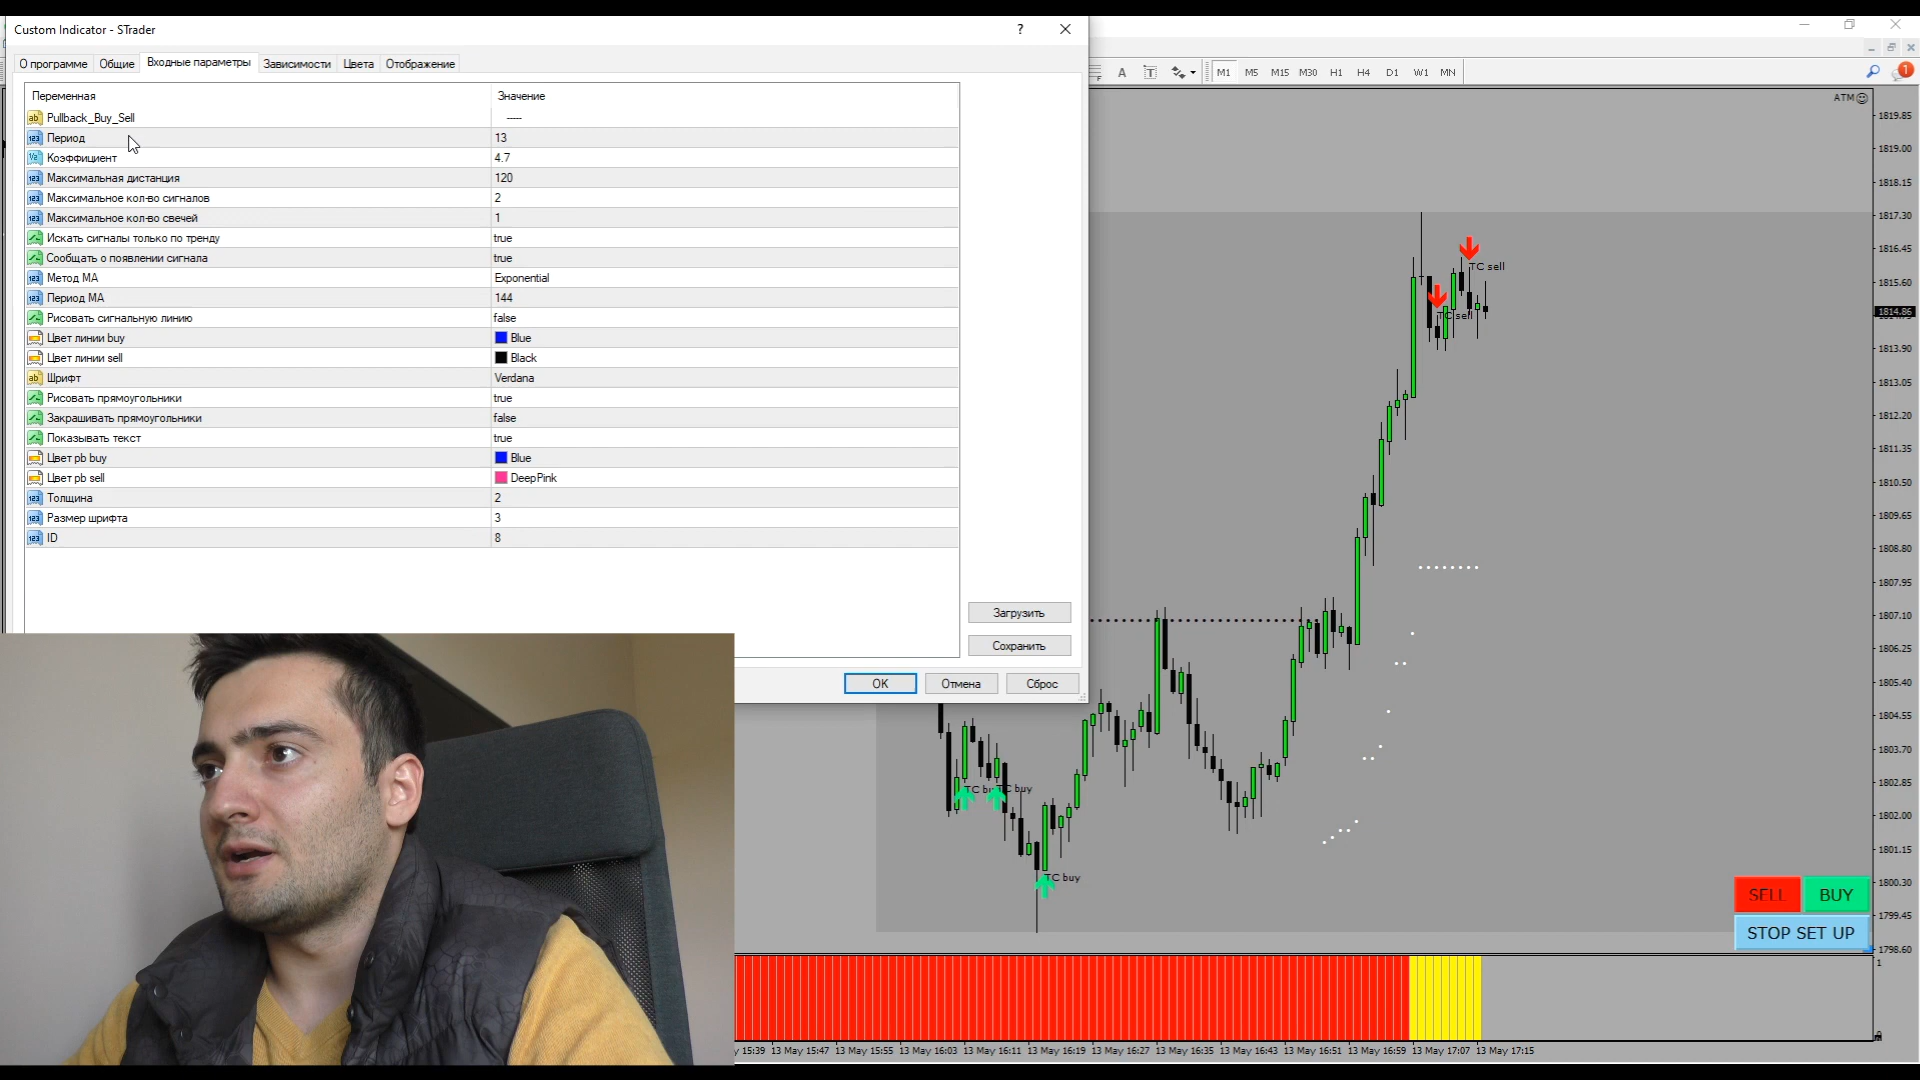 Custom Indicator - STrader
?
О программе Общие Входные параметры Зависимости Цвета Отображение
Переменная Значение
Pullback_Buy_Sell -----
Период 13
Коэффициент 4.7
Максимальная дистанция 120
Максимальное кол-во сигналов 2
Максимальное кол-во свечей 1
Искать сигналы только по тренду true
Сообщать о появлении сигнала true
Метод МА Exponential
Период МА 144
Рисовать сигнальную линию false
Цвет линии buy Blue
Цвет линии sell Black
Шрифт Verdana
Рисовать прямоугольники true
Закрашивать прямоугольники false
Показывать текст true
Цвет pb buy Blue
Цвет pb sell DeepPink
Толщина 2
Размер шрифта 3
ID 8
Загрузить
Сохранить
OK Отмена Сброс
A T M1 M5 M15 M30 H1 H4 D1 W1 MN 1
ATM
1819.85
1819.00
1818.15
1817.30
1816.45
1815.60
1814.86
1813.90
1813.05
1812.20
1811.35
1810.50
1809.65
1808.80
1807.95
1807.10
1806.25
1805.40
1804.55
1803.70
1802.85
1802.00
1801.15
1800.30
1799.45
1798.60
1
TC sell
TC sell
TC buy
TC buy
SELL BUY
STOP SET UP
15:39 13 May 15:47 13 May 15:55 13 May 16:03 13 May 16:11 13 May 16:19 13 May 16:27 13 May 16:35 13 May 16:43 13 May 16:51 13 May 16:59 13 May 17:07 13 May 17:15